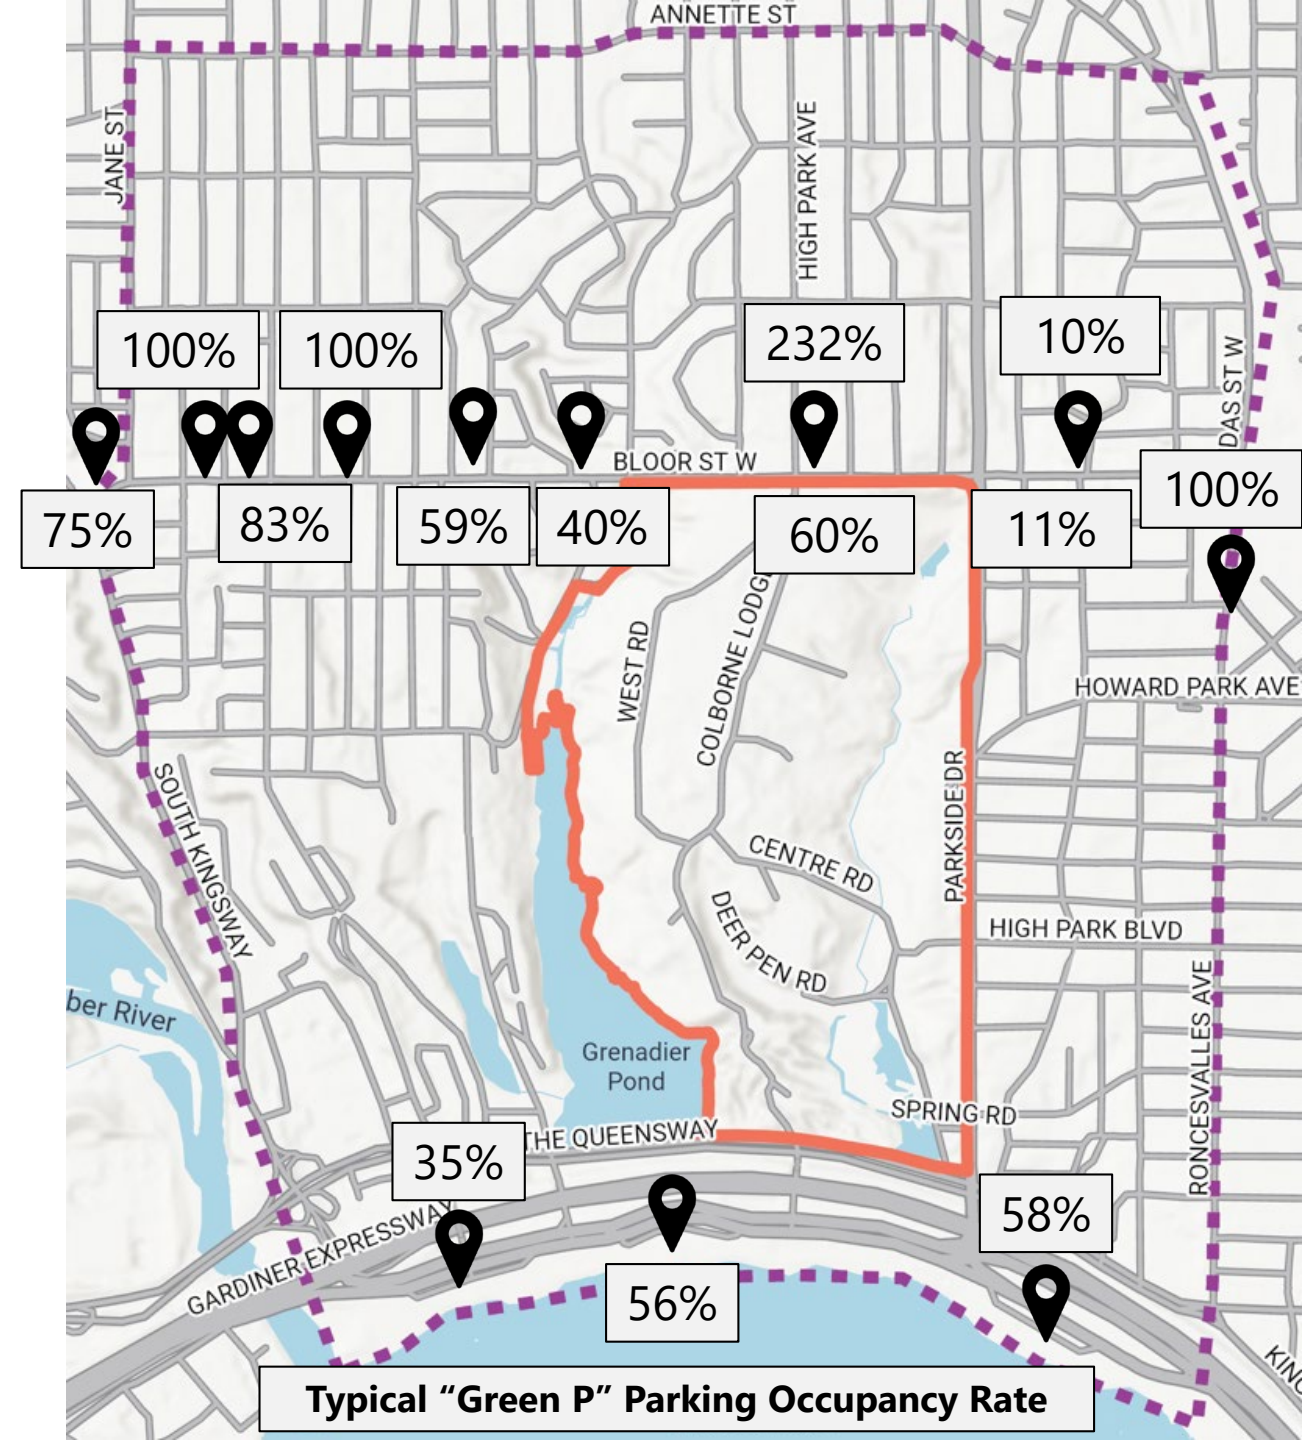 ANNETTE ST
JANE ST
HIGH PARK AVE
100%
100%
232%
10%
DAS ST W
BLOOR ST W
75%
83%
59%
40%
60%
11%
100%
WEST RD
COLBORNE LODG
HOWARD PARK AVE
SOUTH KINGSWAY
PARKSIDE DR
CENTRE RD
DEER PEN RD
HIGH PARK BLVD
ber River
Grenadier
Pond
RONCESVALLES AVE
SPRING RD
THE QUEENSWAY
35%
58%
GARDINER EXPRESSWAY
56%
KING
Typical “Green P” Parking Occupancy Rate